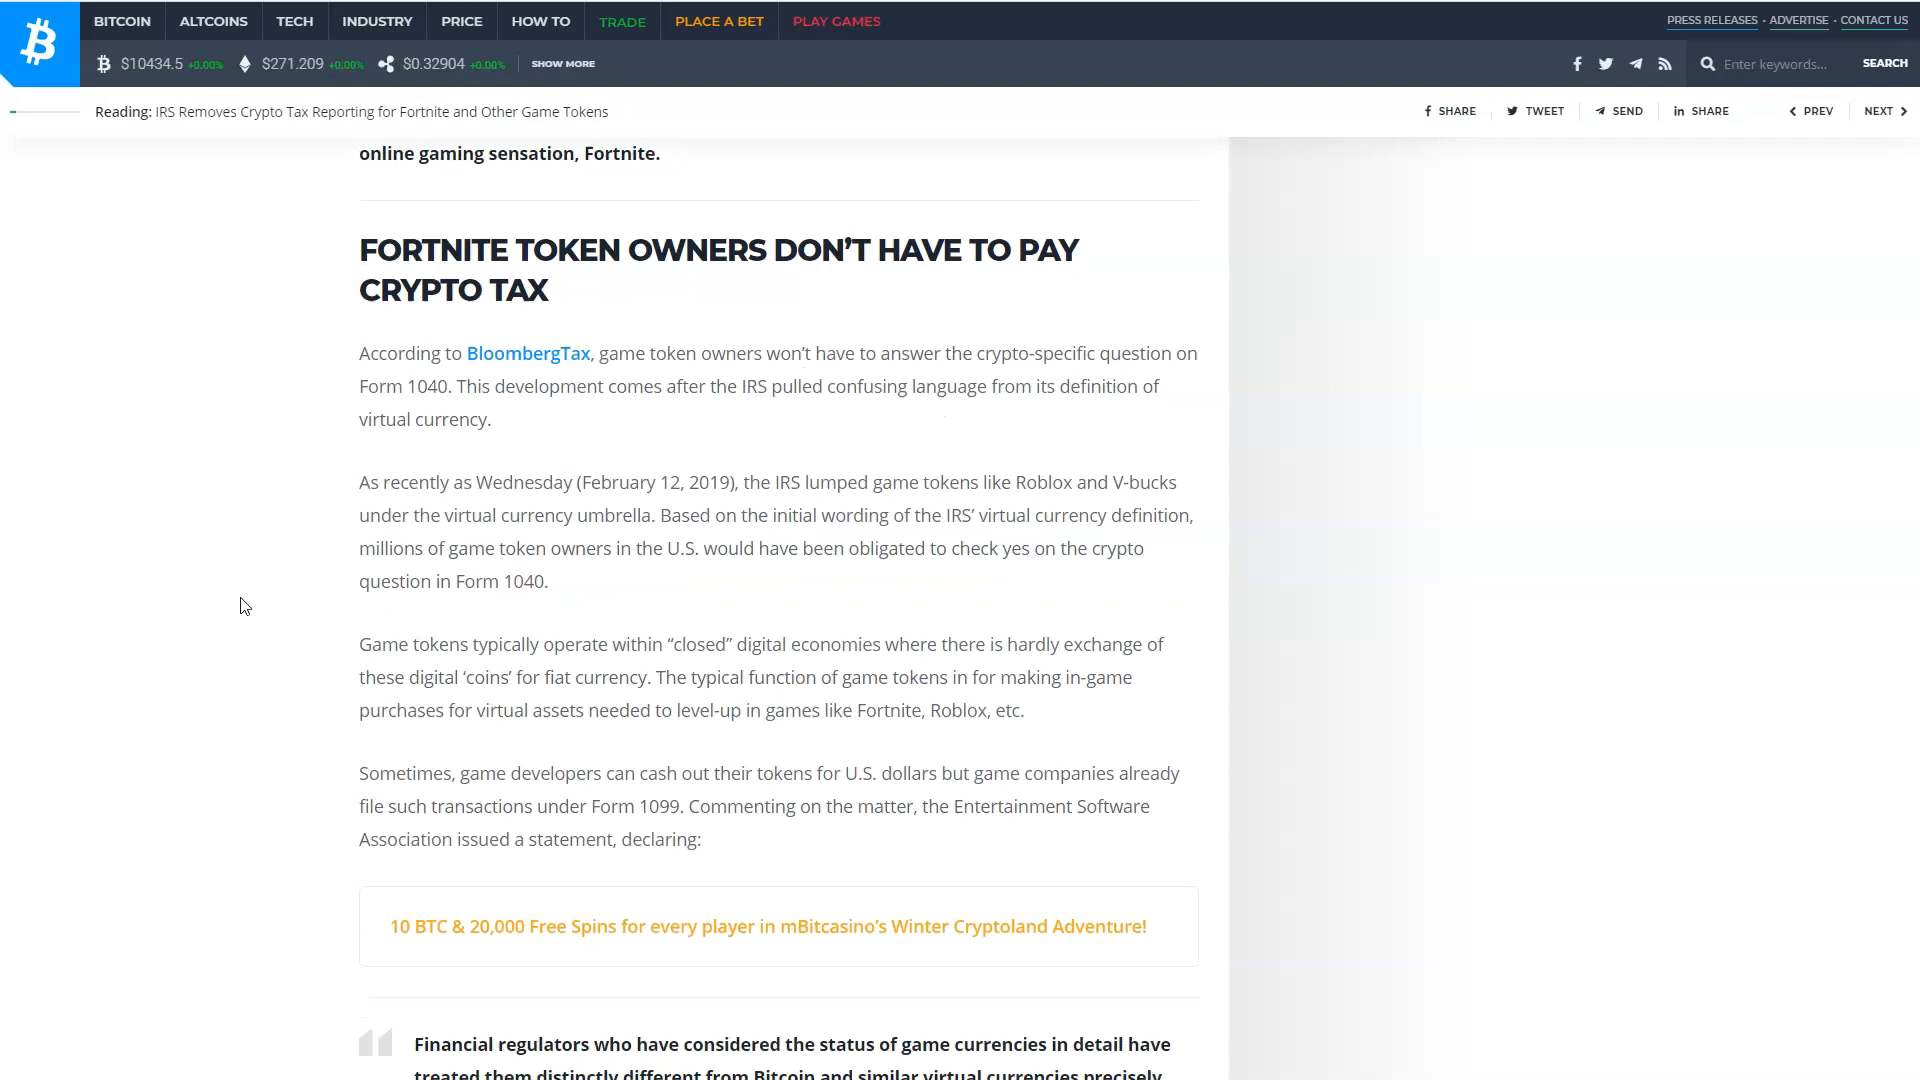 BITCOIN ALTCOINS TECH INDUSTRY PRICE HOW TO TRADE PLACE A BET PLAY GAMES PRESS RELEASES • ADVERTISE • CONTACT US
$10434.5 +0.00% $271.209 +0.00% $0.32904 +0.00% SHOW MORE Enter keywords... SEARCH
Reading: IRS Removes Crypto Tax Reporting for Fortnite and Other Game Tokens SHARE TWEET SEND SHARE PREV NEXT
online gaming sensation, Fortnite.
FORTNITE TOKEN OWNERS DON’T HAVE TO PAY
CRYPTO TAX
According to BloombergTax, game token owners won’t have to answer the crypto-specific question on
Form 1040. This development comes after the IRS pulled confusing language from its definition of
virtual currency.
As recently as Wednesday (February 12, 2019), the IRS lumped game tokens like Roblox and V-bucks
under the virtual currency umbrella. Based on the initial wording of the IRS’ virtual currency definition,
millions of game token owners in the U.S. would have been obligated to check yes on the crypto
question in Form 1040.
Game tokens typically operate within “closed” digital economies where there is hardly exchange of
these digital ‘coins’ for fiat currency. The typical function of game tokens in for making in-game
purchases for virtual assets needed to level-up in games like Fortnite, Roblox, etc.
Sometimes, game developers can cash out their tokens for U.S. dollars but game companies already
file such transactions under Form 1099. Commenting on the matter, the Entertainment Software
Association issued a statement, declaring:
10 BTC & 20,000 Free Spins for every player in mBitcasino’s Winter Cryptoland Adventure!
Financial regulators who have considered the status of game currencies in detail have
treated them distinctly different from Bitcoin and similar virtual currencies precisely